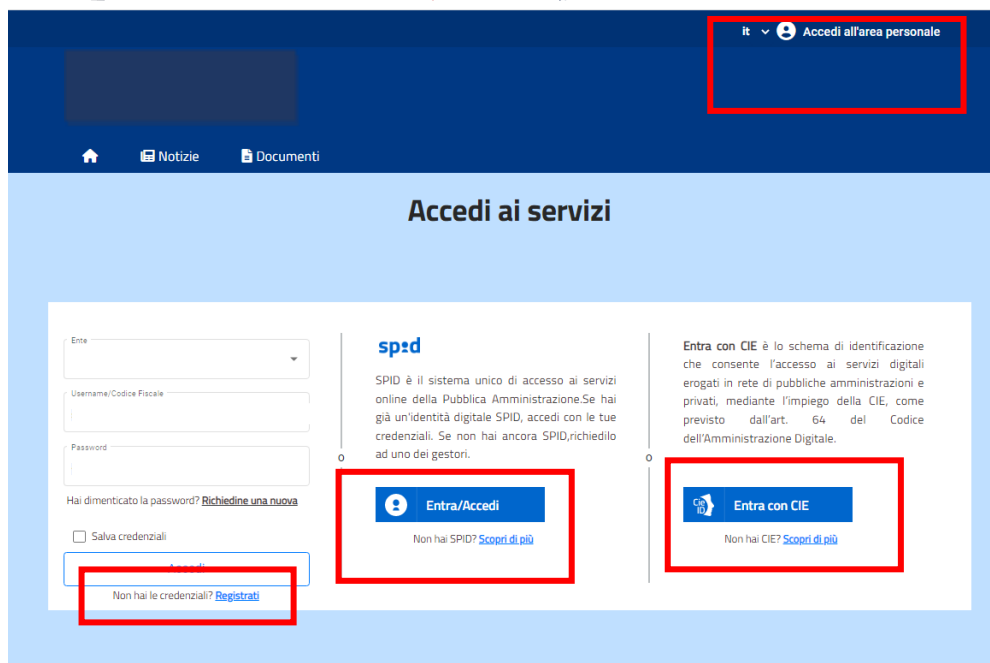 it Accedi all'area personale
Notizie Documenti
Accedi ai servizi
Ente
Username/Codice Fiscale
Password
Hai dimenticato la password? Richiedine una nuova
Salva credenziali
Accedi
Non hai le credenziali? Registrati
o
sp:d
SPID è il sistema unico di accesso ai servizi
online della Pubblica Amministrazione.Se hai
già un'identità digitale SPID, accedi con le tue
credenziali. Se non hai ancora SPID,richiedilo
ad uno dei gestori.
Entra/Accedi
Non hai SPID? Scopri di più
o
Entra con CIE è lo schema di identificazione
che consente l'accesso ai servizi digitali
erogati in rete di pubbliche amministrazioni e
privati, mediante l'impiego della CIE, come
previsto dall'art. 64 del Codice
dell'Amministrazione Digitale.
Cie
ID
Entra con CIE
Non hai CIE? Scopri di più